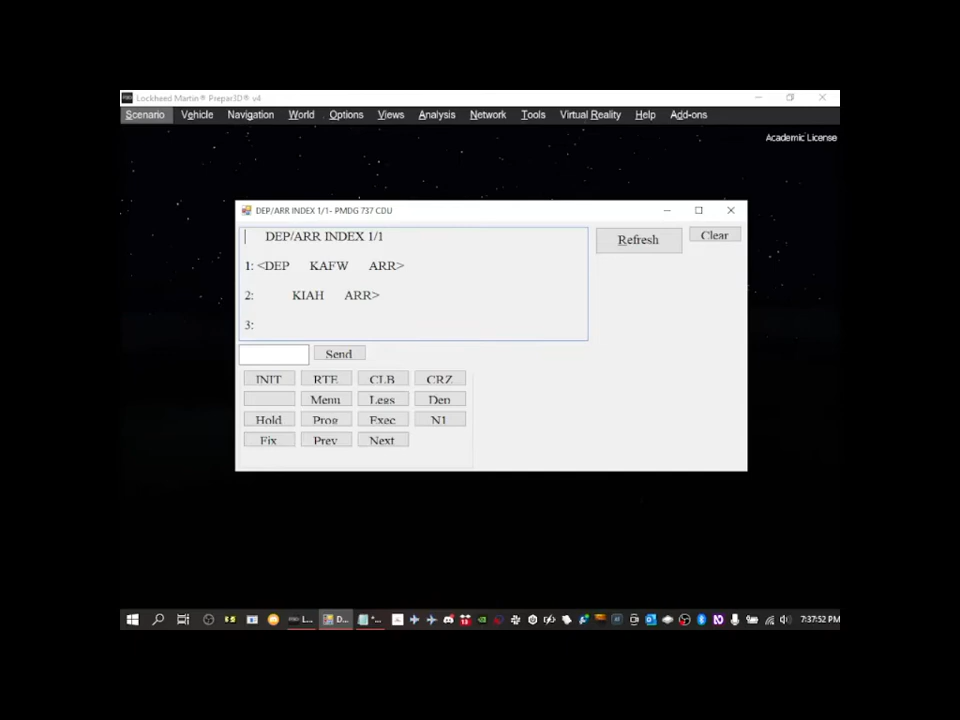 Lockheed Martin® Prepar3D® v4
Scenario Vehicle Navigation World Options Views Analysis Network Tools Virtual Reality Help Add-ons
Academic License
DEP/ARR INDEX 1/1- PMDG 737 CDU
DEP/ARR INDEX 1/1
1: <DEP KAFW ARR>
2: KIAH ARR>
3:
Refresh
Clear
Send
INIT RTE CLB CRZ
Menu Legs Dep
Hold Prog Exec N1
Fix Prev Next
L... D... 7:37:52 PM